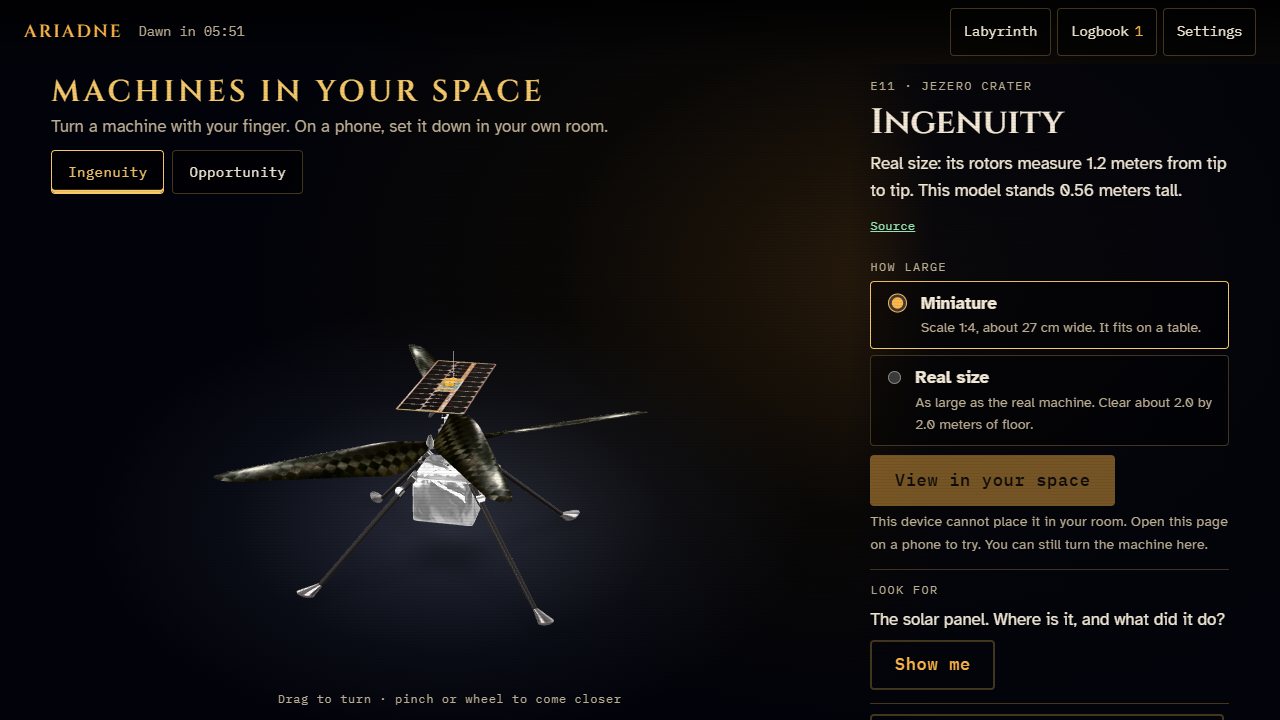 ARIADNE Dawn in 05:51
Labyrinth
Logbook 1
Settings
MACHINES IN YOUR SPACE
Turn a machine with your finger. On a phone, set it down in your own room.
Ingenuity
Opportunity
Drag to turn · pinch or wheel to come closer
E11 · JEZERO CRATER
INGENUITY
Real size: its rotors measure 1.2 meters from tip
to tip. This model stands 0.56 meters tall.
Source
HOW LARGE
Miniature
Scale 1:4, about 27 cm wide. It fits on a table.
Real size
As large as the real machine. Clear about 2.0 by
2.0 meters of floor.
View in your space
This device cannot place it in your room. Open this page
on a phone to try. You can still turn the machine here.
LOOK FOR
The solar panel. Where is it, and what did it do?
Show me